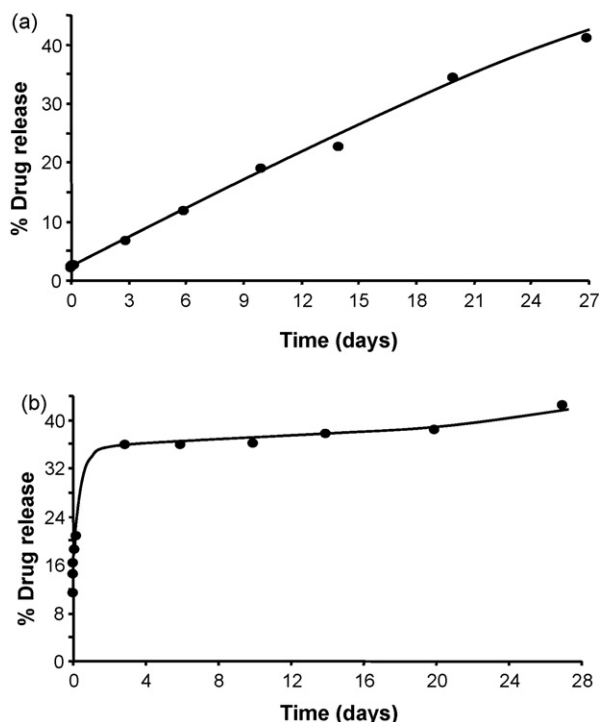 (a)
% Drug release
40
30
20
10
0
0 3 6 9 12 15 18 21 24 27
Time (days)
(b)
% Drug release
40
32
24
16
8
0
0 4 8 12 16 20 24 28
Time (days)